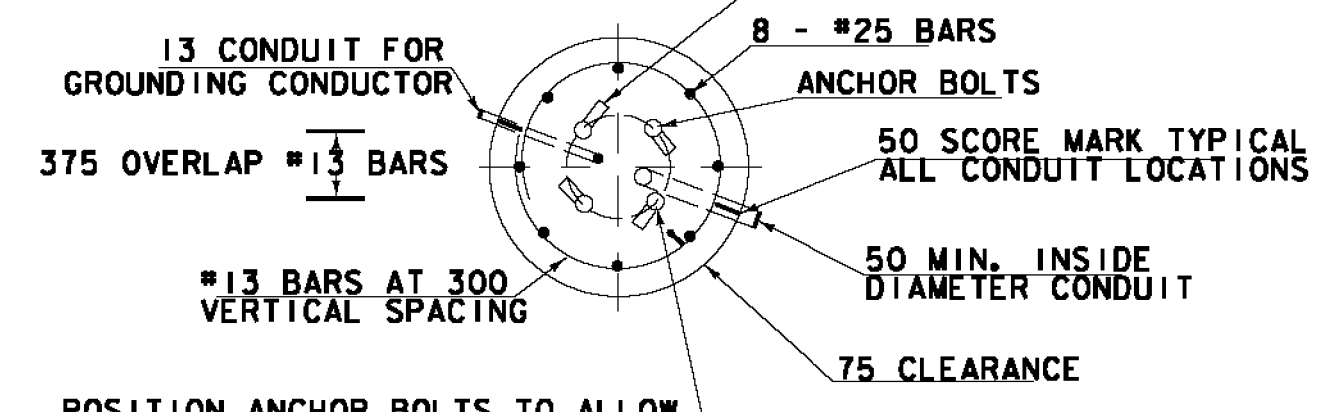 13 CONDUIT FOR
GROUNDING CONDUCTOR
375 OVERLAP #13 BARS
#13 BARS AT 300
VERTICAL SPACING
8 - #25 BARS
ANCHOR BOLTS
50 SCORE MARK TYPICAL
ALL CONDUIT LOCATIONS
50 MIN. INSIDE
DIAMETER CONDUIT
75 CLEARANCE
POSITION ANCHOR BOLTS TO ALLOW